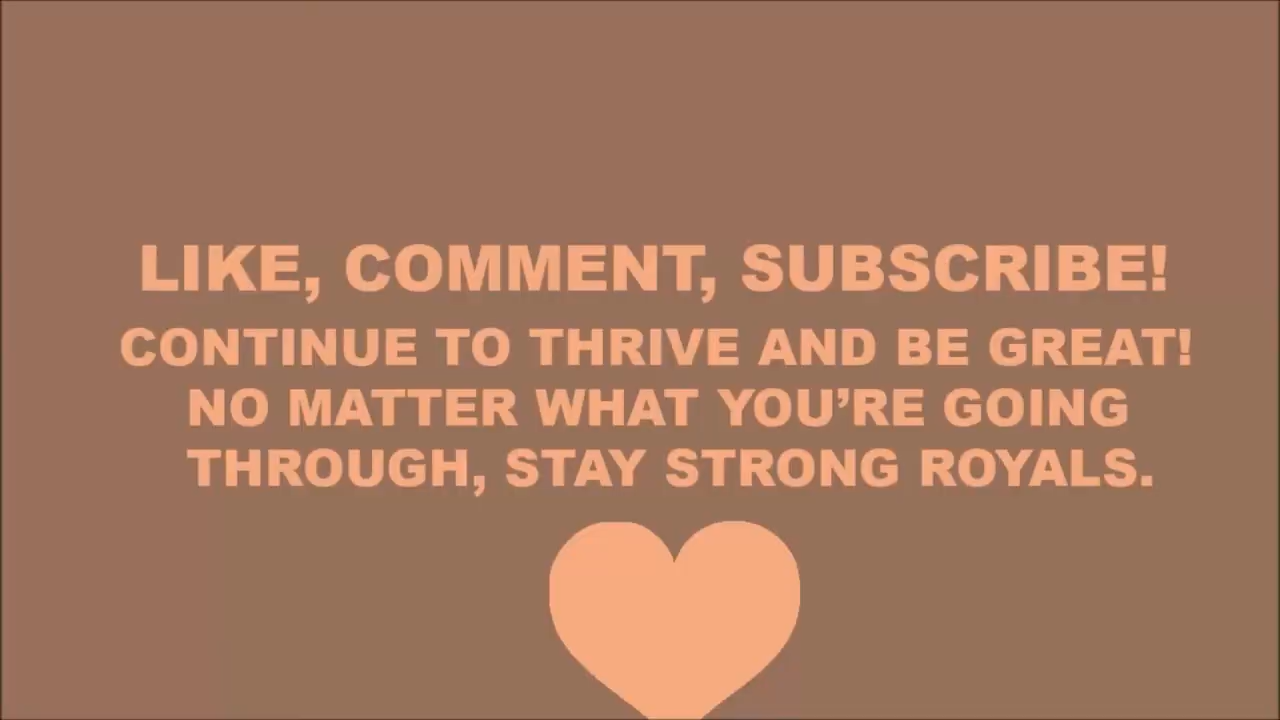 LIKE, COMMENT, SUBSCRIBE!
CONTINUE TO THRIVE AND BE GREAT!
NO MATTER WHAT YOU’RE GOING
THROUGH, STAY STRONG ROYALS.